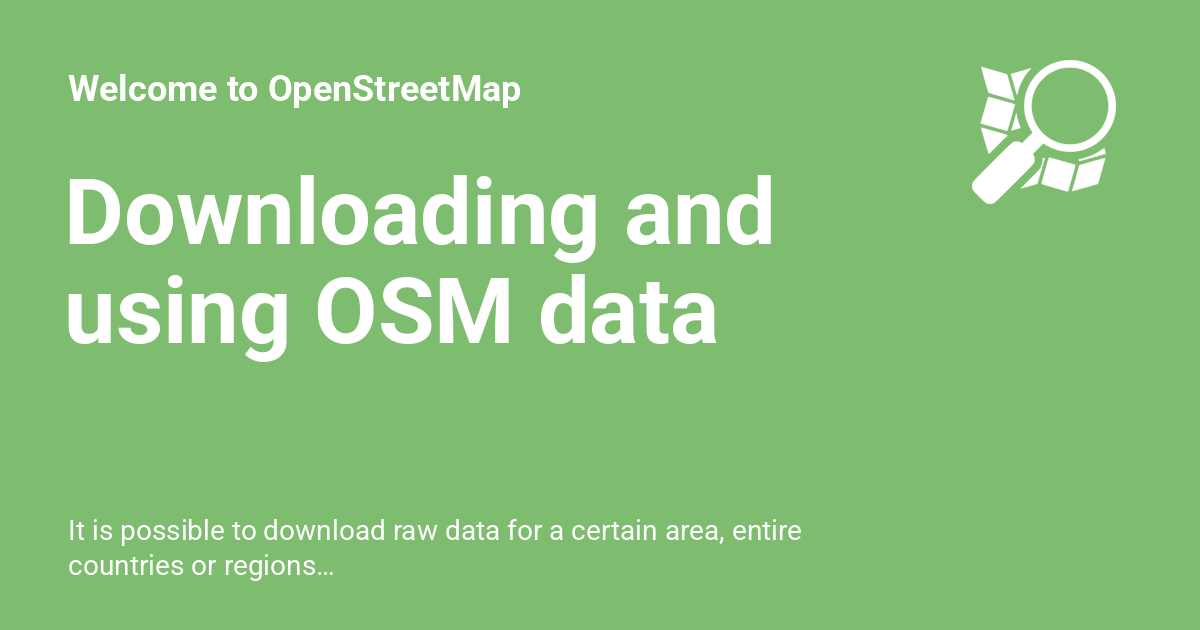 Welcome to OpenStreetMap
Downloading and
using OSM data
It is possible to download raw data for a certain area, entire
countries or regions…